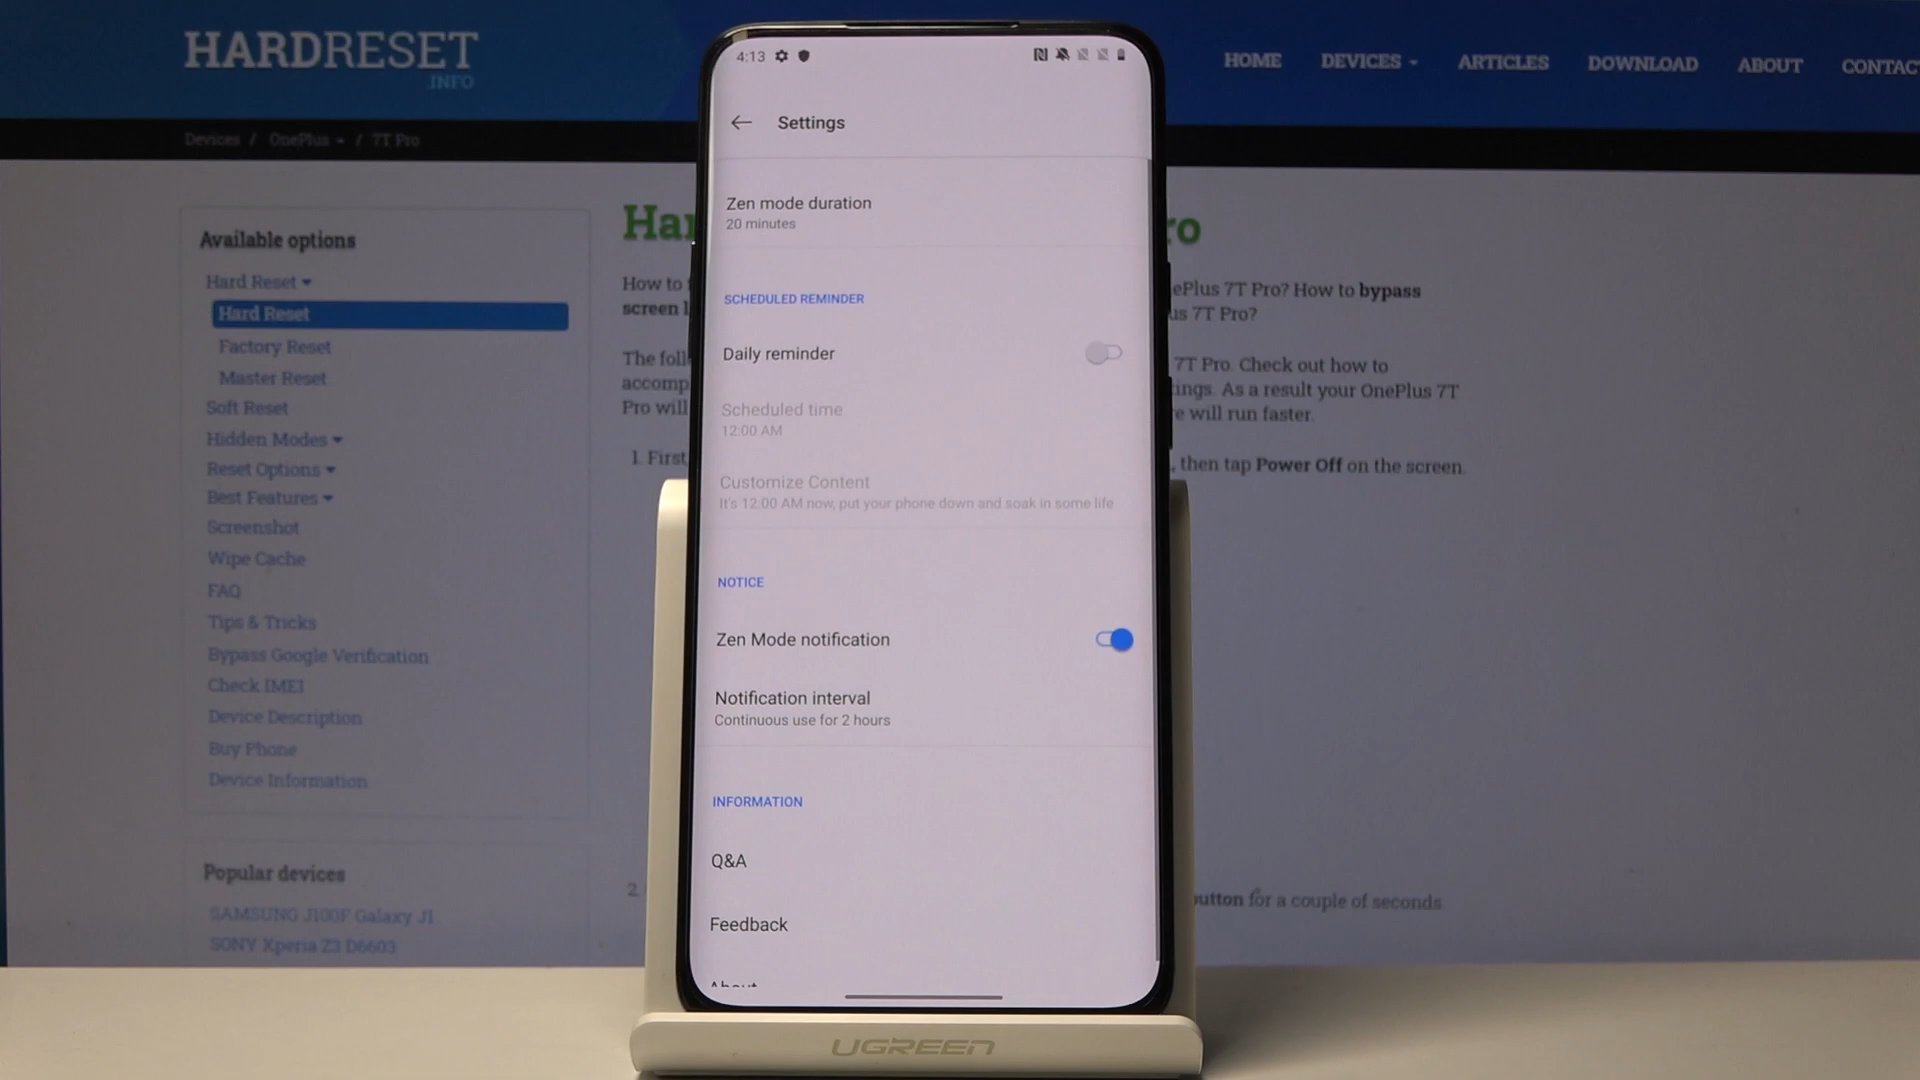 HARDRESET
.INFO
HOME DEVICES ARTICLES DOWNLOAD ABOUT CONTAC
Devices / OnePlus / 7T Pro
Available options
Hard Reset
Hard Reset
Factory Reset
Master Reset
Soft Reset
Hidden Modes
Reset Options
Best Features
Screenshot
Wipe Cache
FAQ
Tips & Tricks
Bypass Google Verification
Check IMEI
Device Description
Buy Phone
Device Information
Popular devices
SAMSUNG J100F Galaxy J1
SONY Xperia Z3 D6603
How to
screen l
The foll
accomp
Pro will
1. First,
2.
ePlus 7T Pro? How to bypass
us 7T Pro?
7T Pro. Check out how to
ings. As a result your OnePlus 7T
e will run faster.
, then tap Power Off on the screen.
utton for a couple of seconds.
4:13
Settings
Zen mode duration
20 minutes
SCHEDULED REMINDER
Daily reminder
Scheduled time
12:00 AM
Customize Content
It's 12:00 AM now, put your phone down and soak in some life
NOTICE
Zen Mode notification
Notification interval
Continuous use for 2 hours
INFORMATION
Q&A
Feedback
About
UGREEN